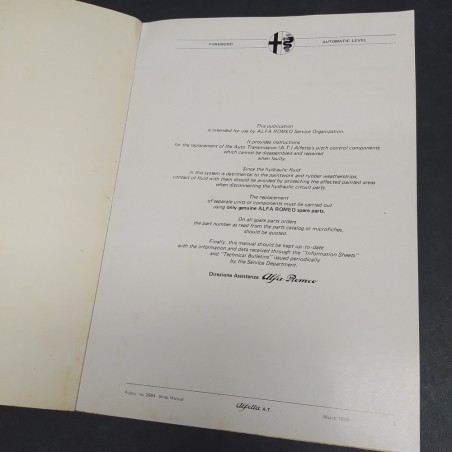 FOREWORD
AUTOMATIC LEVEL
This publication
is intended for use by ALFA ROMEO Service Organization.
It provides instructions
for the replacement of the Auto Transmission (A.T.) Alfetta's pitch control components
which cannot be disassembled and repaired
when faulty.
Since the hydraulic fluid
in this system is detrimental to the paintwork and rubber weatherstrips,
contact of fluid with them should be avoided by protecting the affected painted areas
when disconnecting the hydraulic circuit parts.
The replacement
of separate units or components must be carried out
using only genuine ALFA ROMEO spare parts.
On all spare parts orders
the part number as read from the parts catalog or microfiches,
should be quoted.
Finally, this manual should be kept up-to-date
with the information and data received through the "Information Sheets"
and "Technical Bulletins" issued periodically
by the Service Department.
Direzione Assistenza Alfa Romeo
Manual
Alfetta A.T.
March